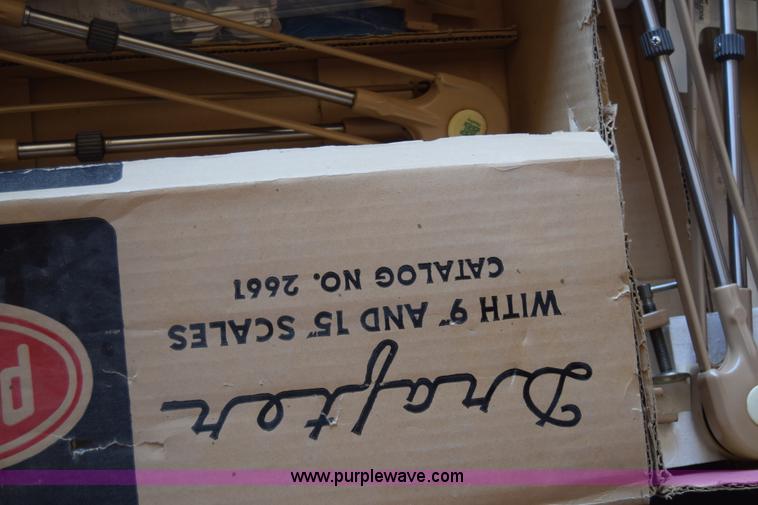 Drafter
WITH 9" AND 15" SCALES
CATALOG NO. 2661
www.purplewave.com